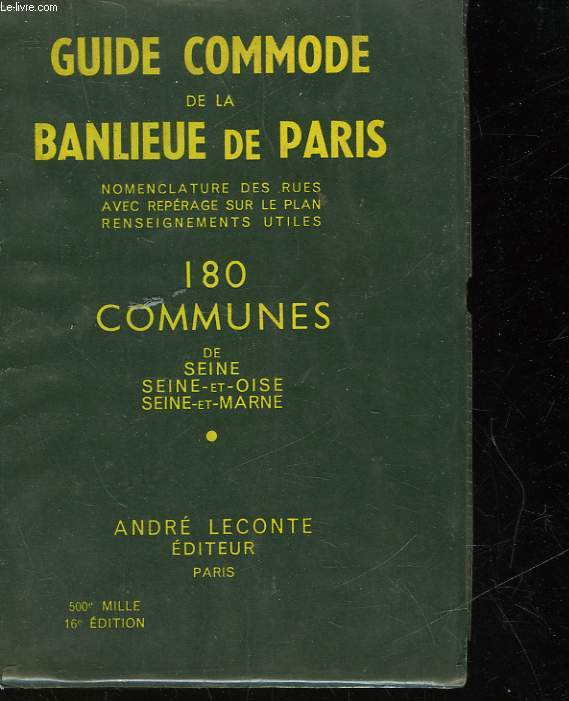 Le-livre.com
GUIDE COMMODE
DE LA
BANLIEUE DE PARIS
NOMENCLATURE DES RUES
AVEC REPÉRAGE SUR LE PLAN
RENSEIGNEMENTS UTILES
180
COMMUNES
DE
SEINE
SEINE-ET-OISE
SEINE-ET-MARNE
ANDRÉ LECONTE
ÉDITEUR
PARIS
500e MILLE
16e ÉDITION